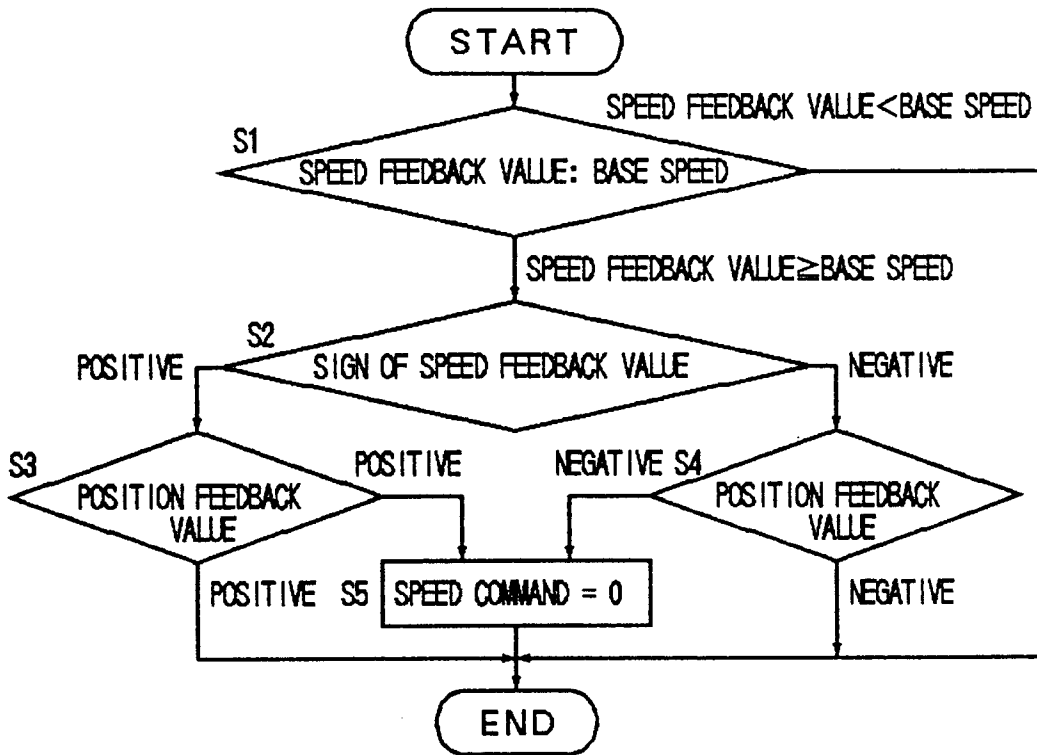 START
SPEED FEEDBACK VALUE<BASE SPEED
S1
SPEED FEEDBACK VALUE: BASE SPEED
SPEED FEEDBACK VALUE≧BASE SPEED
S2
POSITIVE
SIGN OF SPEED FEEDBACK VALUE
NEGATIVE
S3
POSITION FEEDBACK
VALUE
POSITIVE
NEGATIVE S4
POSITION FEEDBACK
VALUE
POSITIVE
S5
SPEED COMMAND = 0
NEGATIVE
END